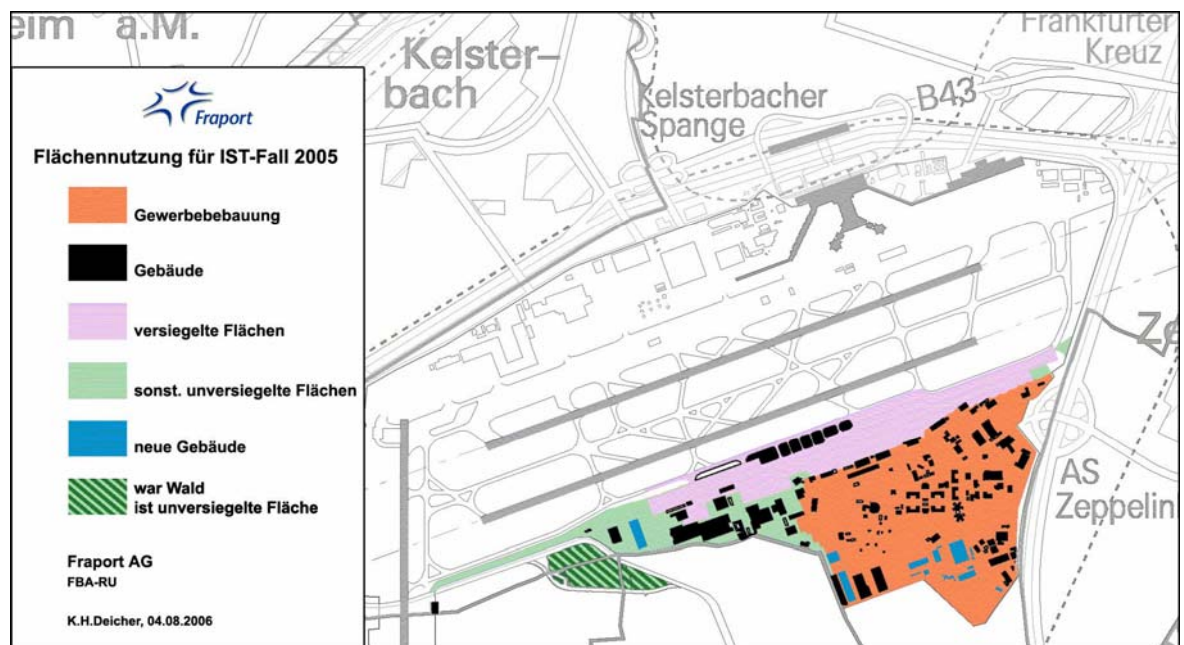 eim a.M.
Kelster–
bach
Kelsterbacher
Spange
B43
Frankfurter
Kreuz
Fraport
Flächennutzung für IST-Fall 2005
Gewerbebebauung
Gebäude
versiegelte Flächen
sonst. unversiegelte Flächen
neue Gebäude
war Wald
ist unversiegelte Fläche
Fraport AG
FBA-RU
K.H.Deicher, 04.08.2006
Ze
AS
Zeppelin